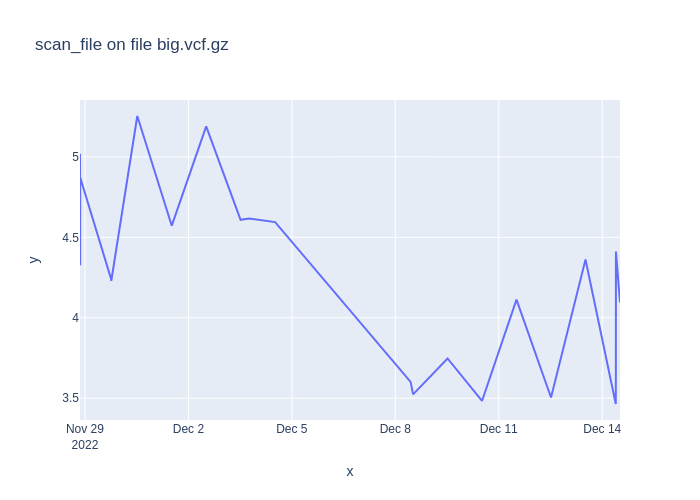 scan_file on file big.vcf.gz
y
5
4.5
4
3.5
Nov 29
2022
Dec 2
Dec 5
Dec 8
Dec 11
Dec 14
x